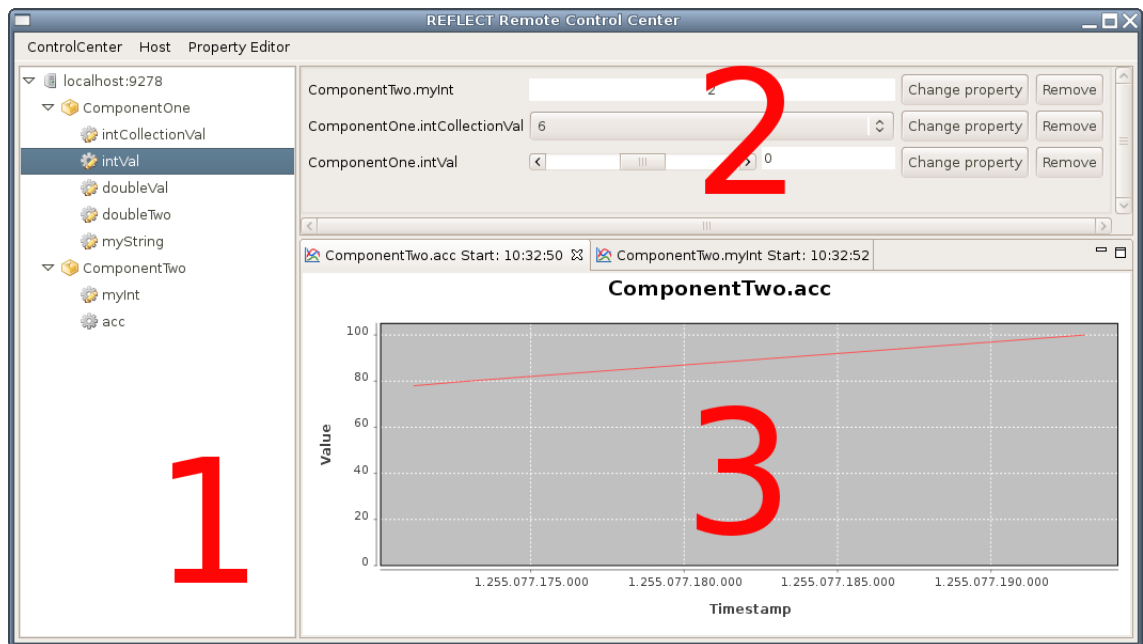 REFLECT Remote Control Center
ControlCenter Host Property Editor
localhost:9278
ComponentOne
intCollectionVal
intVal
doubleVal
doubleTwo
myString
ComponentTwo
myInt
acc
1
ComponentTwo.myInt 2 Change property Remove
ComponentOne.intCollectionVal 6 Change property Remove
ComponentOne.intVal 0 Change property Remove
2
ComponentTwo.acc Start: 10:32:50 ComponentTwo.myInt Start: 10:32:52
ComponentTwo.acc
100
80
60
40
20
0
Value
3
1.255.077.175.000 1.255.077.180.000 1.255.077.185.000 1.255.077.190.000
Timestamp